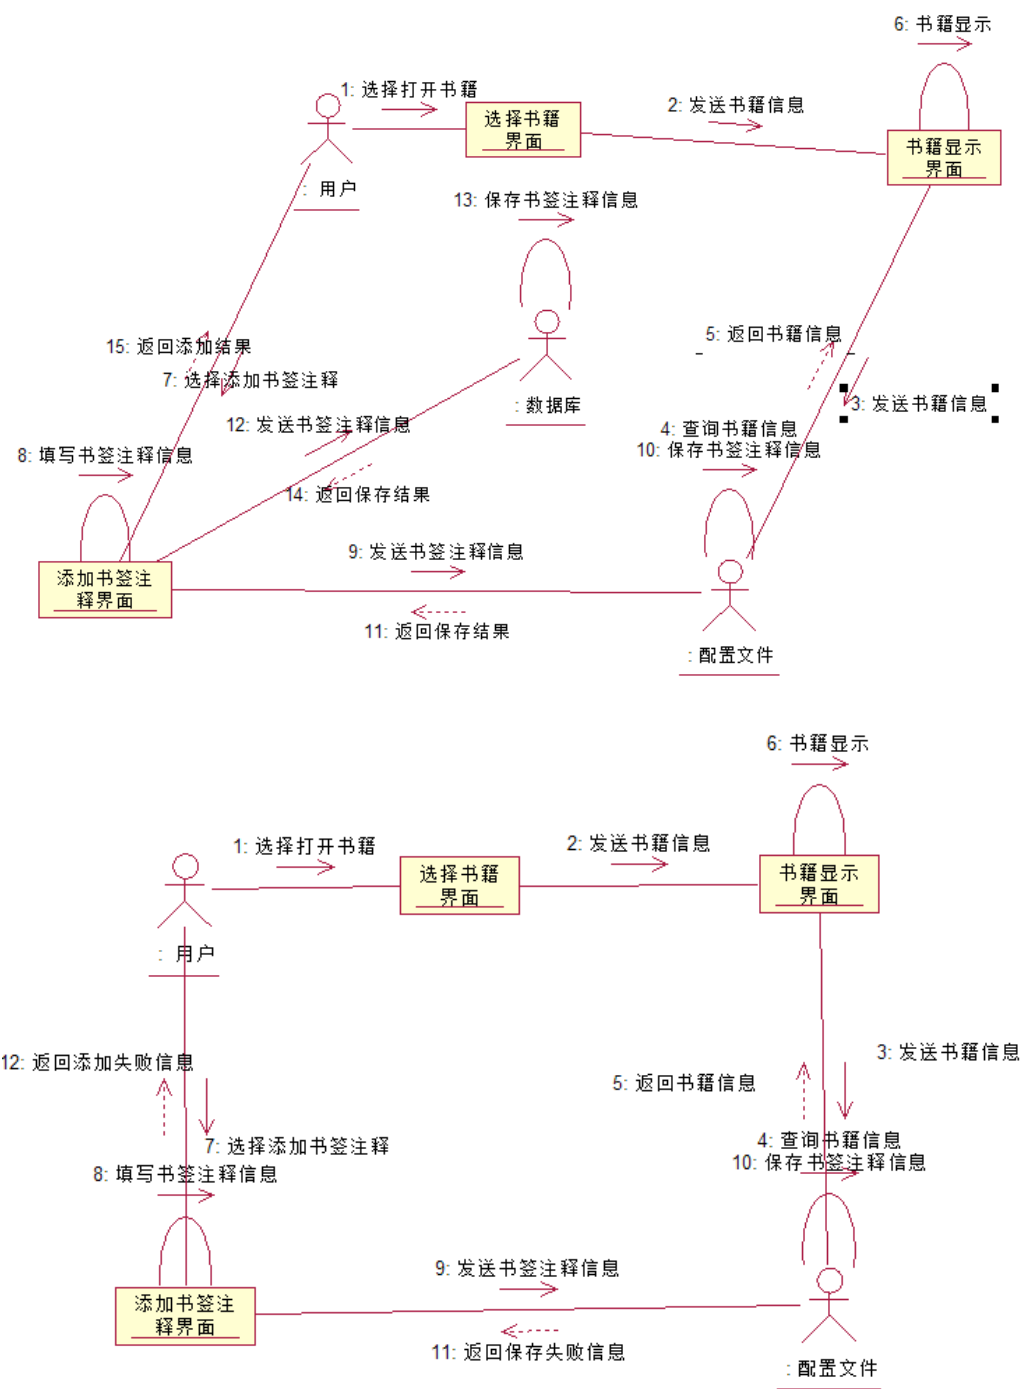 6: 书籍显示
1: 选择打开书籍
2: 发送书籍信息
选择书籍
界面
书籍显示
界面
: 用户
13: 保存书签注释信息
5: 返回书籍信息
15: 返回添加结果
7: 选择添加书签注释
3: 发送书籍信息
: 数据库
12: 发送书签注释信息
4: 查询书籍信息
10: 保存书签注释信息
8: 填写书签注释信息
14: 返回保存结果
9: 发送书签注释信息
添加书签注
释界面
11: 返回保存结果
: 配置文件
6: 书籍显示
1: 选择打开书籍
2: 发送书籍信息
选择书籍
界面
书籍显示
界面
: 用户
12: 返回添加失败信息
3: 发送书籍信息
5: 返回书籍信息
7: 选择添加书签注释
4: 查询书籍信息
10: 保存书签注释信息
8: 填写书签注释信息
9: 发送书签注释信息
添加书签注
释界面
11: 返回保存失败信息
: 配置文件